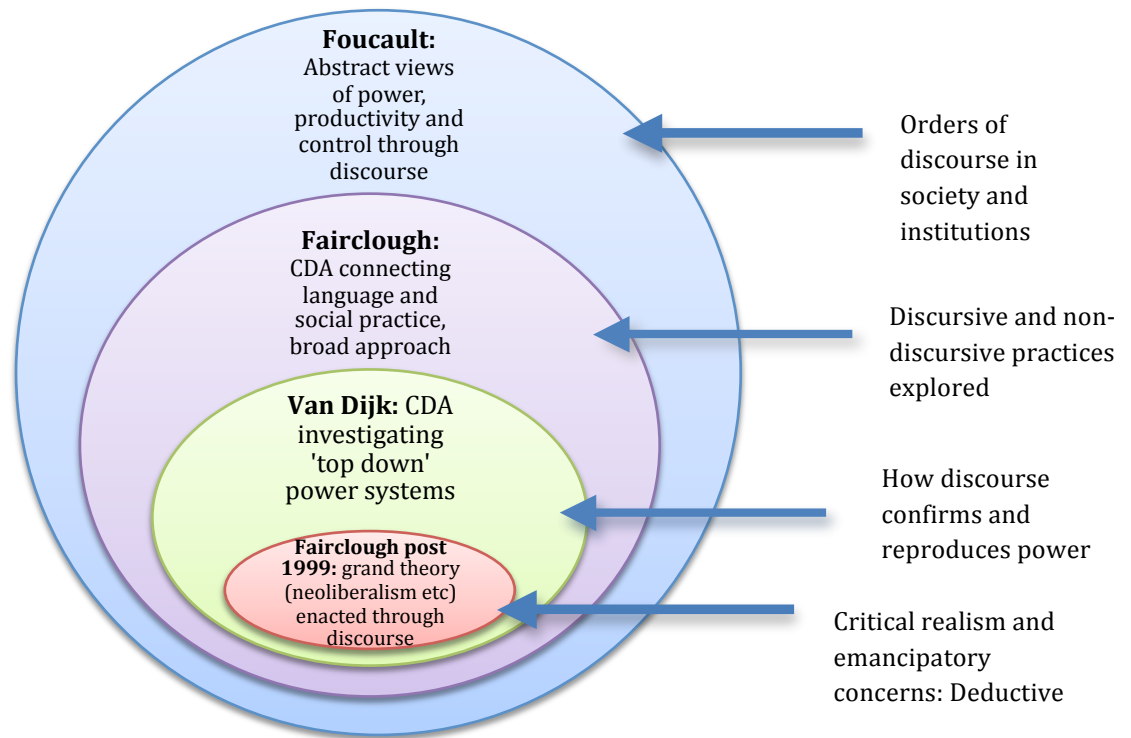 Foucault:
Abstract views
of power,
productivity and
control through
discourse
Orders of
discourse in
society and
institutions
Fairclough:
CDA connecting
language and
social practice,
broad approach
Discursive and non-
discursive practices
explored
Van Dijk: CDA
investigating
'top down'
power systems
How discourse
confirms and
reproduces power
Fairclough post
1999: grand theory
(neoliberalism etc)
enacted through
discourse
Critical realism and
emancipatory
concerns: Deductive